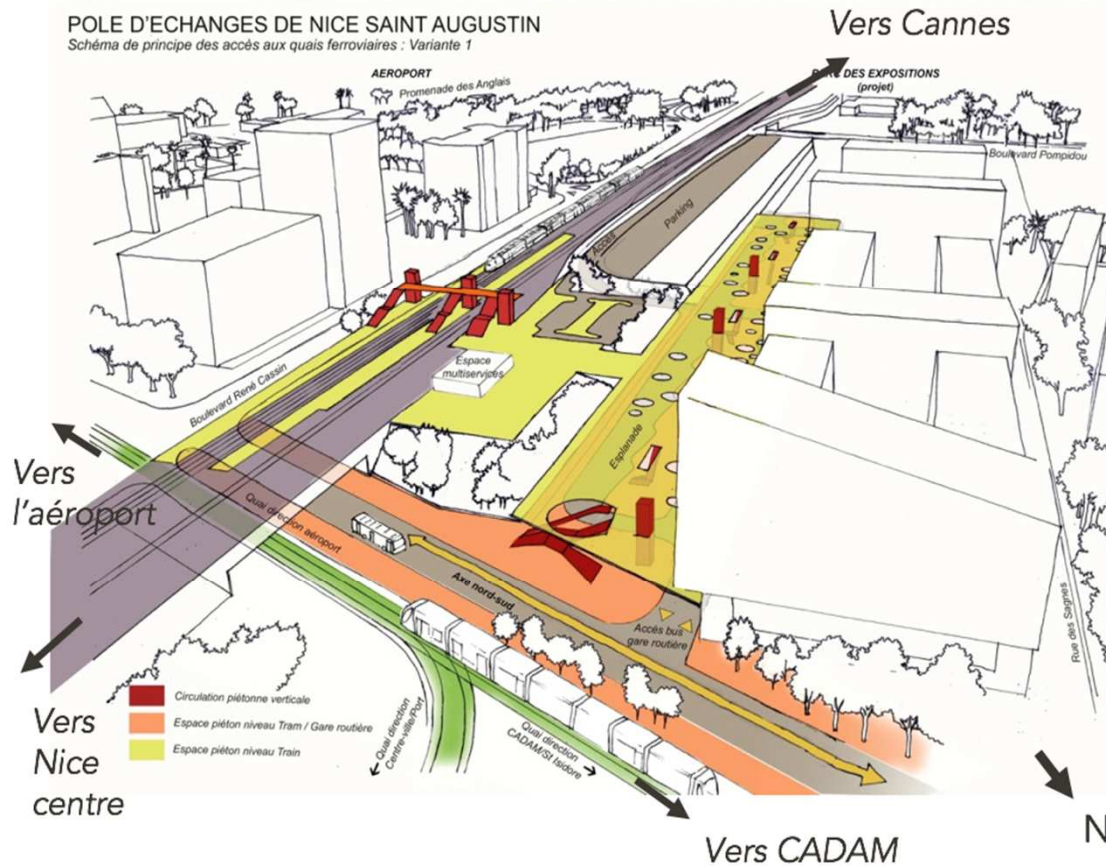 POLE D'ECHANGES DE NICE SAINT AUGUSTIN
Schéma de principe des accès aux quais ferroviaires : Variante 1
Vers Cannes
AEROPORT
Promenade des Anglais
PARC DES EXPOSITIONS
(projet)
Boulevard Pompidou
Parking
Accès
Espace
multiservices
Boulevard René Cassin
Vers
l'aéroport
Quai direction aéroport
Esplanade
Axe nord-sud
Accès bus
gare routière
Rue des Sagnes
Circulation piétonne verticale
Espace piéton niveau Tram / Gare routière
Espace piéton niveau Train
Vers
Nice
centre
Quai direction
Centre-ville/Port
Quai direction
CADAM/St Isidore
Vers CADAM
N